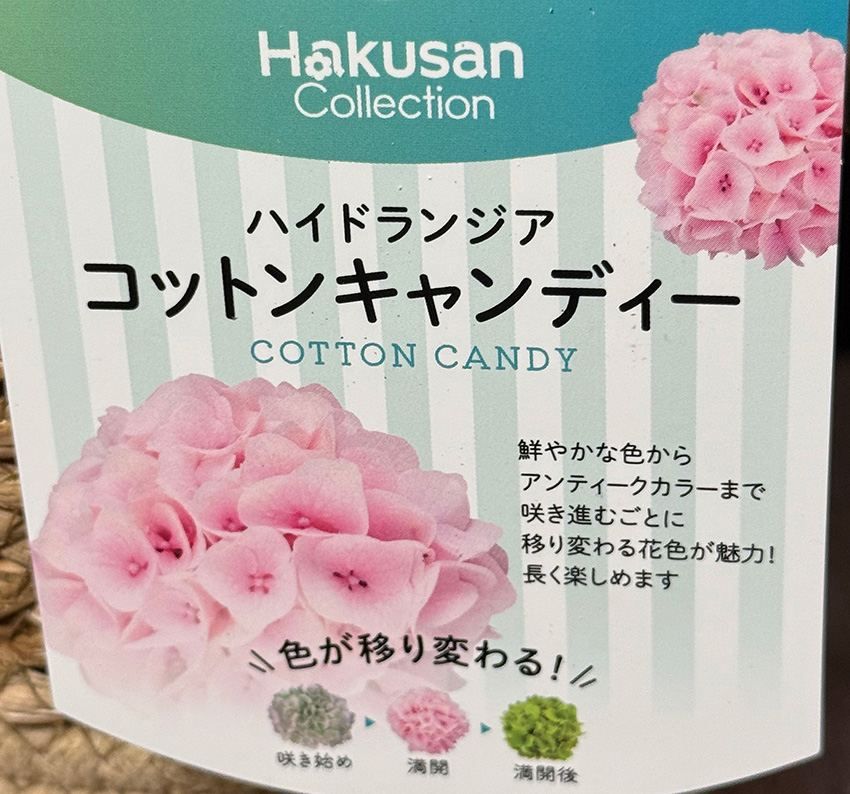 Hakusan
Collection
ハイドランジア
コットンキャンディー
COTTON CANDY
鮮やかな色から
アンティークカラーまで
咲き進むごとに
移り変わる花色が魅力!
長く楽しめます
色が移り変わる!
咲き始め
満開
満開後